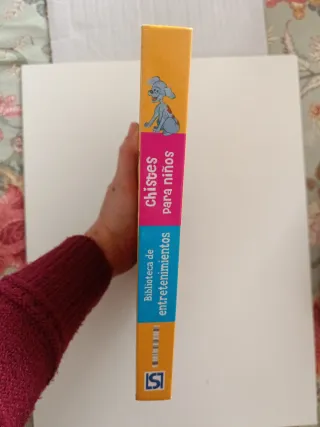 chistes
para niños
Biblioteca de
entretenimientos
S